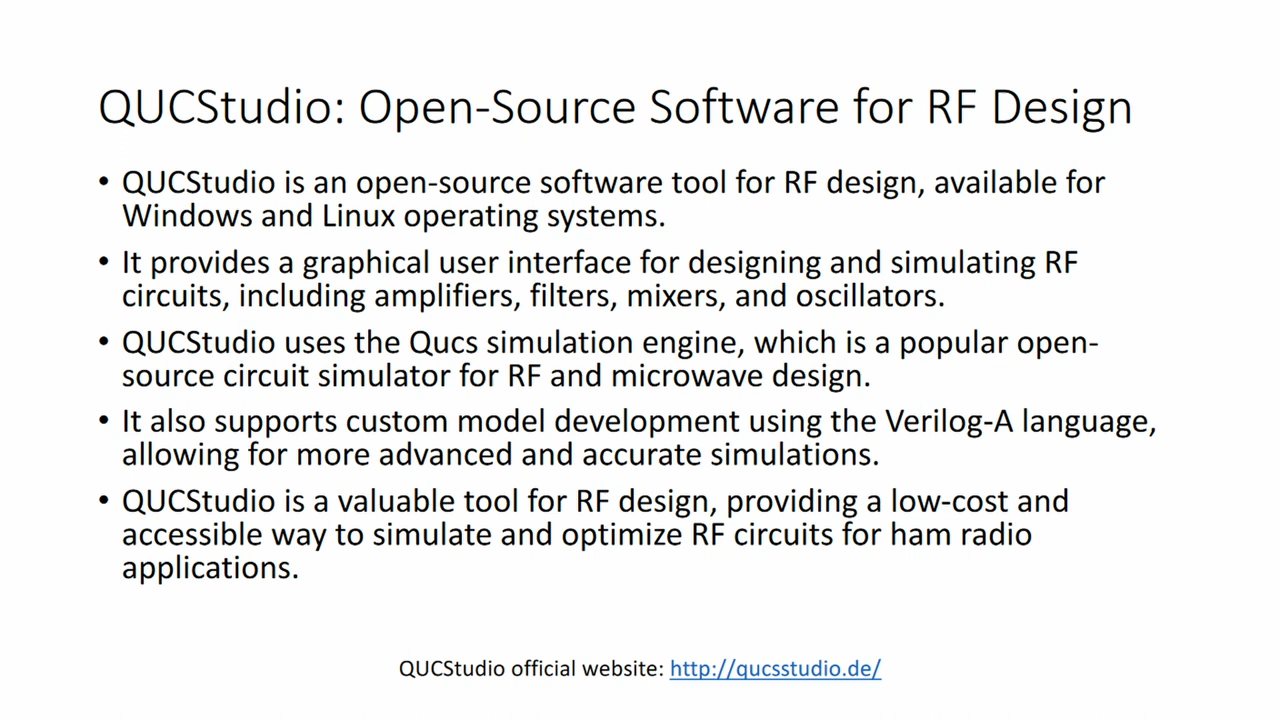 QUCStudio: Open-Source Software for RF Design
• QUCStudio is an open-source software tool for RF design, available for
Windows and Linux operating systems.
• It provides a graphical user interface for designing and simulating RF
circuits, including amplifiers, filters, mixers, and oscillators.
• QUCStudio uses the Qucs simulation engine, which is a popular open-
source circuit simulator for RF and microwave design.
• It also supports custom model development using the Verilog-A language,
allowing for more advanced and accurate simulations.
• QUCStudio is a valuable tool for RF design, providing a low-cost and
accessible way to simulate and optimize RF circuits for ham radio
applications.
QUCStudio official website: http://qucsstudio.de/